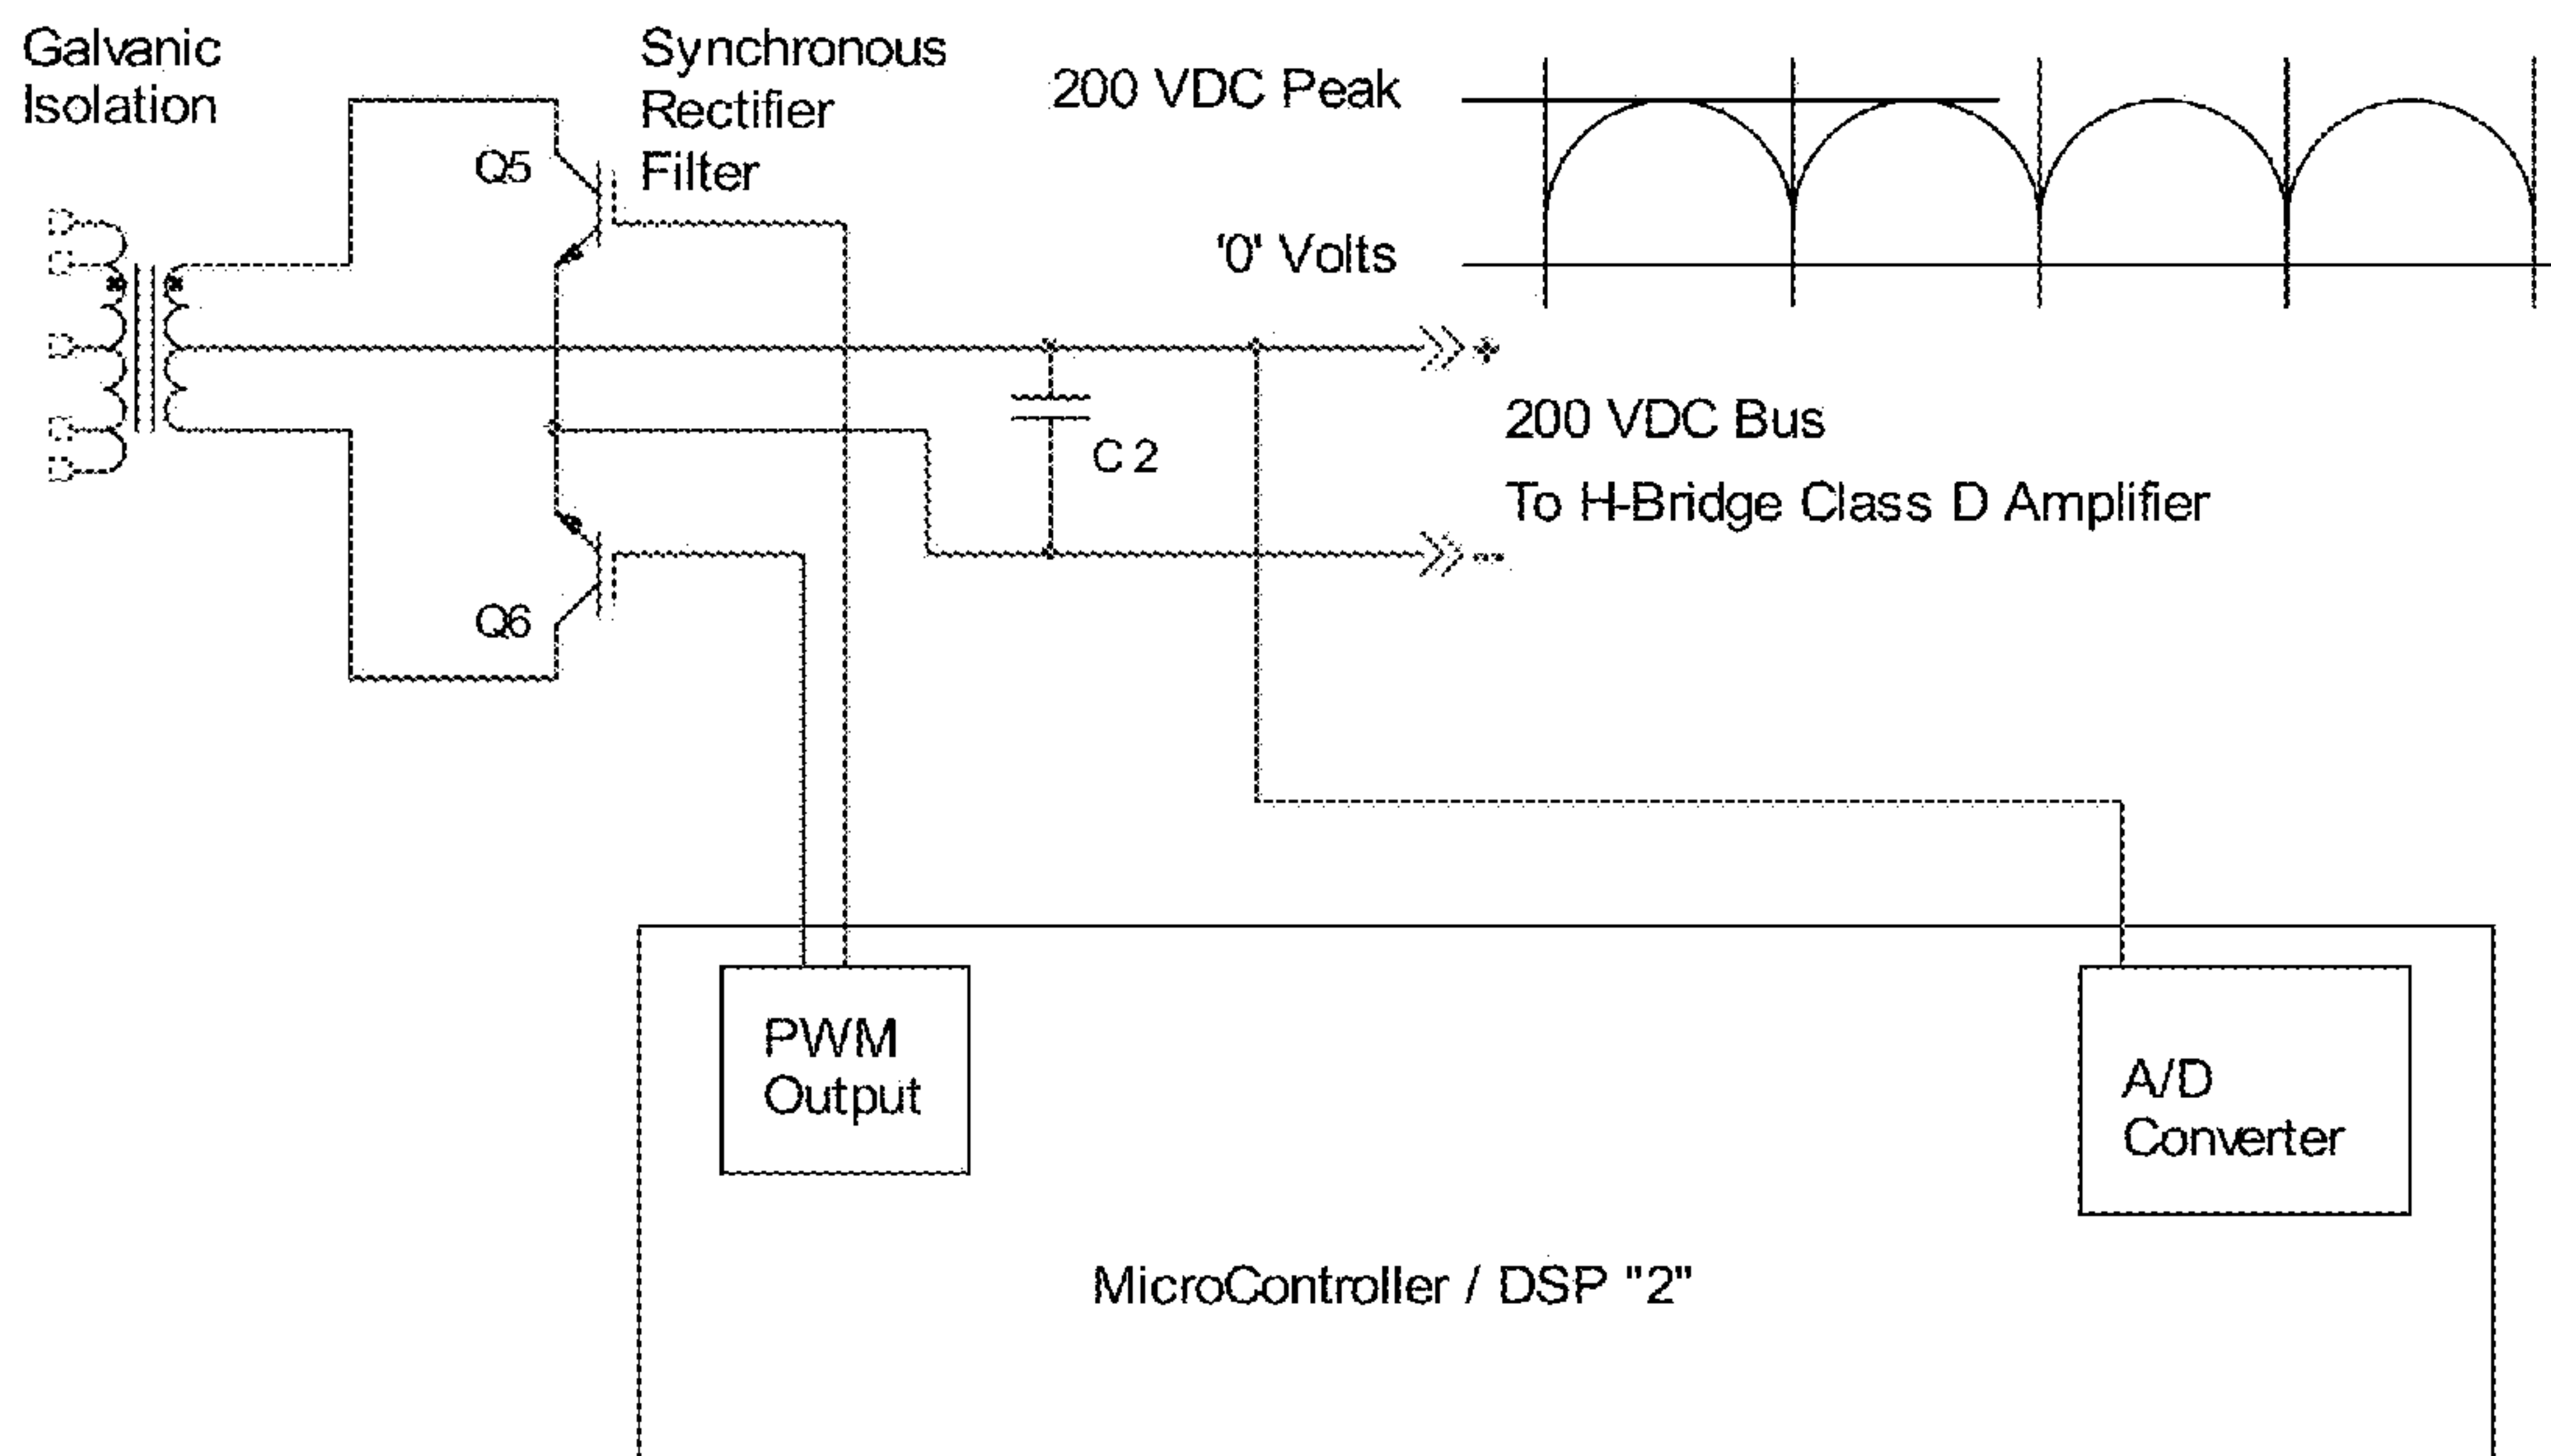 Galvanic
Isolation
Synchronous
Rectifier
Filter
Q5
200 VDC Peak
'0' Volts
+
200 VDC Bus
To H-Bridge Class D Amplifier
C 2
-
Q6
PWM
Output
A/D
Converter
MicroController / DSP "2"